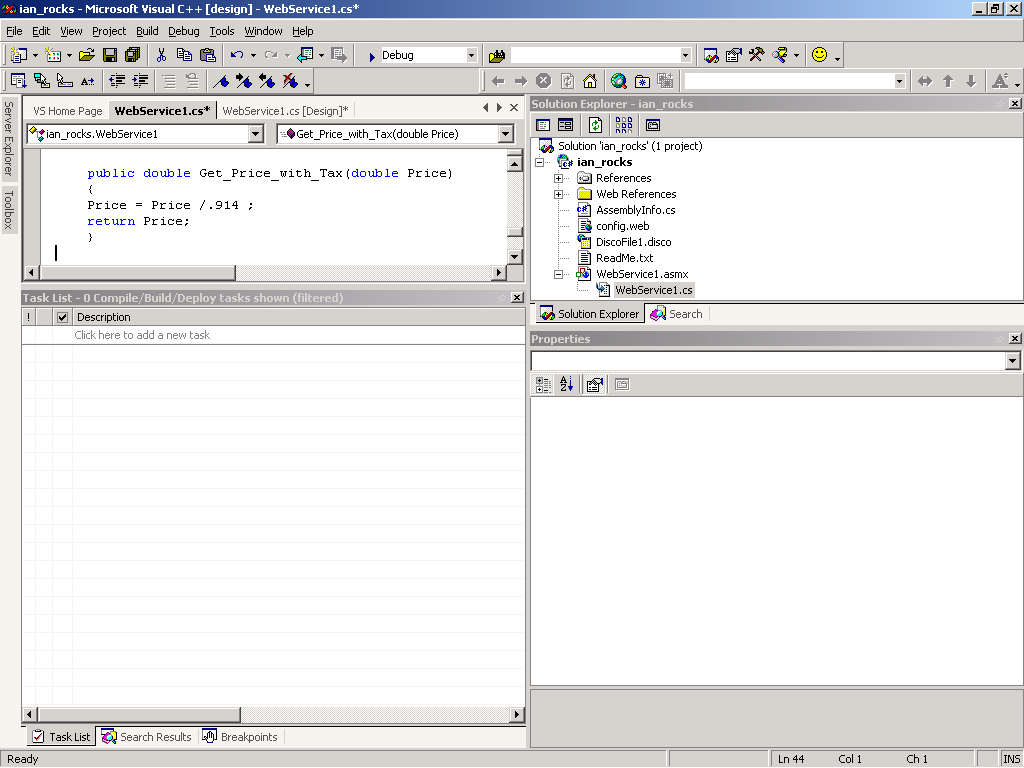 ian_rocks - Microsoft Visual C++ [design] - WebService1.cs*
File Edit View Project Build Debug Tools Window Help
Debug
VS Home Page WebService1.cs* WebService1.cs [Design]*
ian_rocks.WebService1 Get_Price_with_Tax(double Price)
public double Get_Price_with_Tax(double Price)
{
Price = Price /.914 ;
return Price;
}
Server Explorer
Toolbox
Task List - 0 Compile/Build/Deploy tasks shown (filtered)
! Description
Click here to add a new task
Task List Search Results Breakpoints
Solution Explorer - ian_rocks
Solution 'ian_rocks' (1 project)
ian_rocks
References
Web References
AssemblyInfo.cs
config.web
DiscoFile1.disco
ReadMe.txt
WebService1.asmx
WebService1.cs
Solution Explorer Search
Properties
Ready Ln 44 Col 1 Ch 1 INS